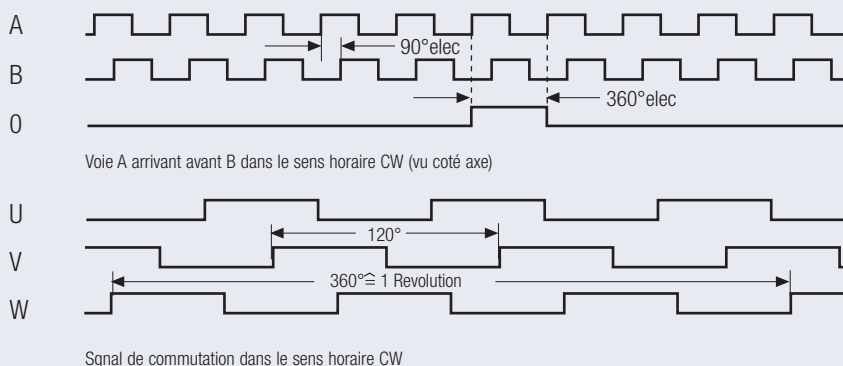 A
90°elec
B
360°elec
0
Voie A arrivant avant B dans le sens horaire CW (vu coté axe)
U
120°
V
360°≙ 1 Revolution
W
Sgnal de commutation dans le sens horaire CW